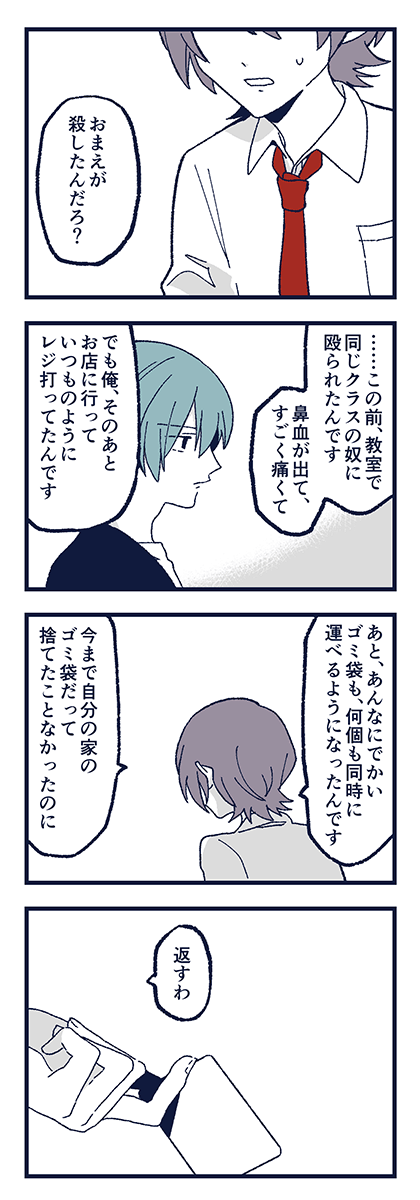 おまえが
殺したんだろ？
……この前、教室で
同じクラスの奴に
殴られたんです
鼻血が出て、
すごく痛くて
でも俺、そのあと
お店に行って
いつものように
レジ打ってたんです
あと、あんなにでかい
ゴミ袋も、何個も同時に
運べるようになったんです
今まで自分の家の
ゴミ袋だって
捨てたことなかったのに
返すわ